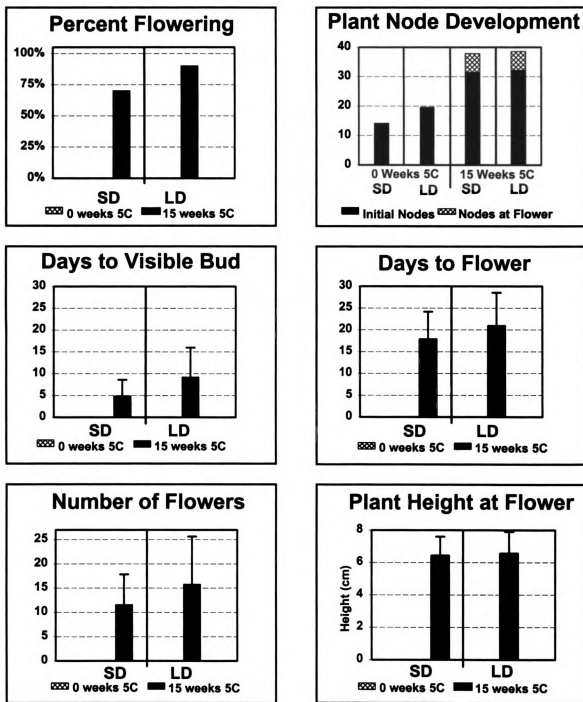 Percent Flowering
100%
75%
50%
25%
0%
SD LD
0 weeks 5C 15 weeks 5C
Plant Node Development
40
30
20
10
0
0 Weeks 5C 15 Weeks 5C
SD LD SD LD
Initial Nodes Nodes at Flower
Days to Visible Bud
30
25
20
15
10
5
0
SD LD
0 weeks 5C 15 weeks 5C
Days to Flower
30
25
20
15
10
5
0
SD LD
0 weeks 5C 15 weeks 5C
Number of Flowers
25
20
15
10
5
0
SD LD
0 weeks 5C 15 weeks 5C
Plant Height at Flower
Height (cm)
8
6
4
2
0
SD LD
0 weeks 5C 15 weeks 5C